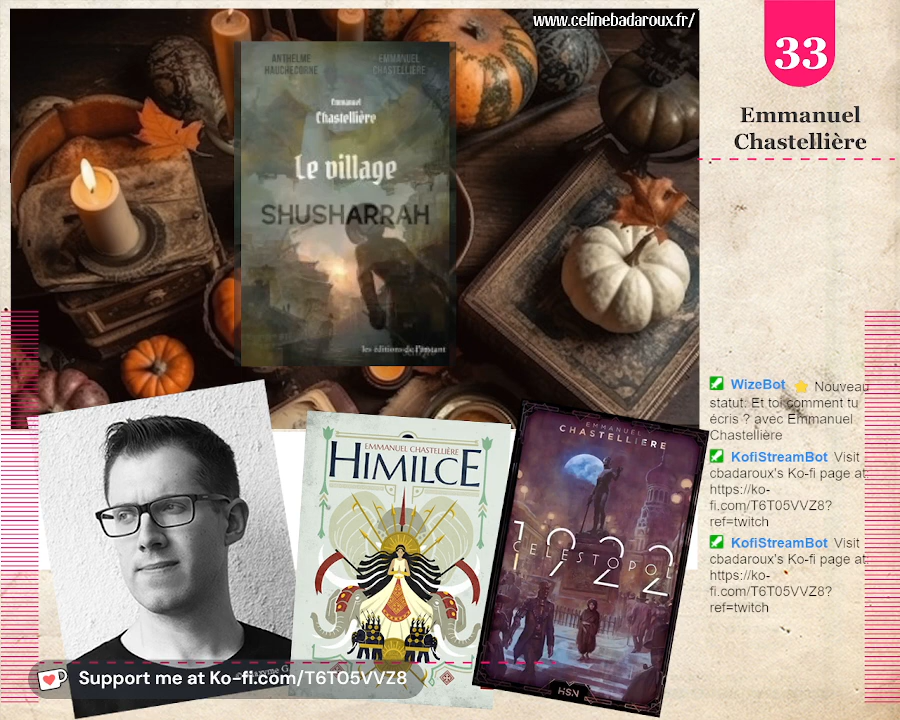 www.celinebadaroux.fr/
33
Emmanuel
Chastellière
ANTHELME
HAUCHECORNE
EMMANUEL
CHASTELLIÈRE
Emmanuel
Chastellière
Le village
SHUSHARRAH
les éditions de l'instant
WizeBot Nouveau
statut. Et toi comment tu
écris ? avec Emmanuel
Chastellière
KofiStreamBot Visit
cbadaroux's Ko-fi page at
https://ko-
fi.com/T6T05VVZ8?
ref=twitch
KofiStreamBot Visit
cbadaroux's Ko-fi page at
https://ko-
fi.com/T6T05VVZ8?
ref=twitch
EMMANUEL CHASTELLIÈRE
HIMILCE
EMMANUEL
CHASTELLIÈRE
1922
CELESTOPOL
HSN
Support me at Ko-fi.com/T6T05VVZ8